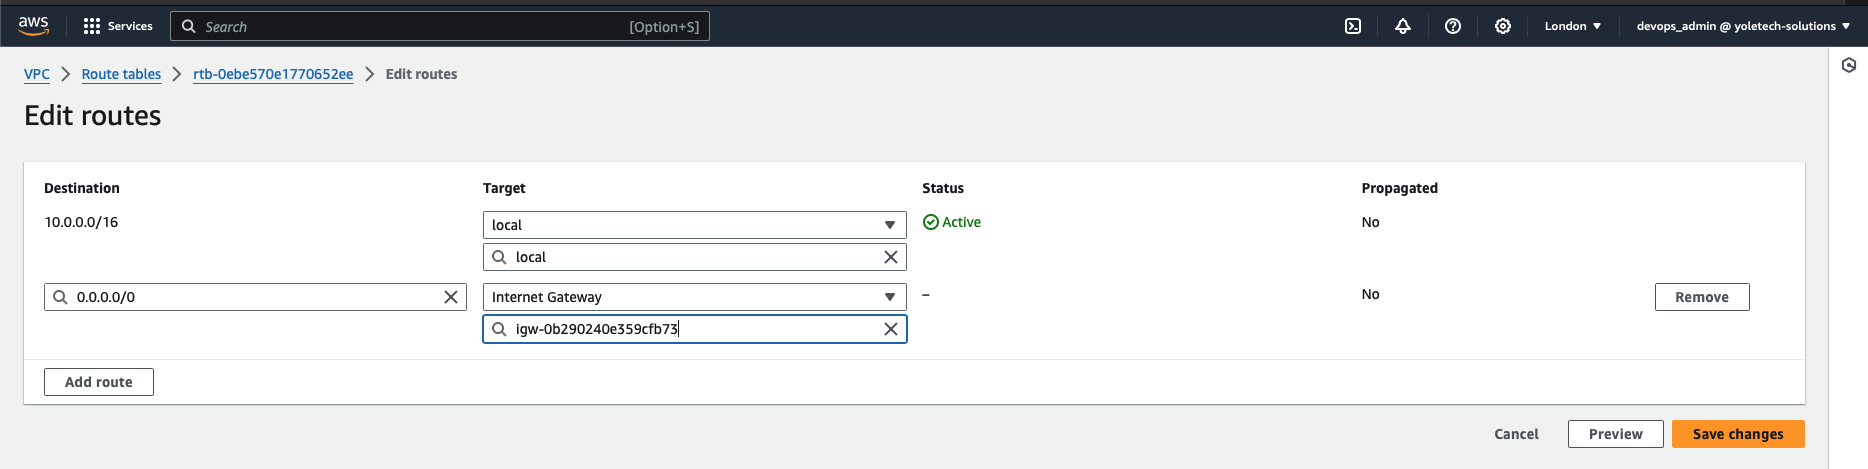 aws Services Search [Option+S] London devops_admin @ yoletech-solutions
VPC Route tables rtb-0ebe570e1770652ee Edit routes
Edit routes
Destination Target Status Propagated
10.0.0.0/16 local Active No
local
0.0.0.0/0 Internet Gateway – No Remove
igw-0b290240e359cfb73
Add route
Cancel Preview Save changes